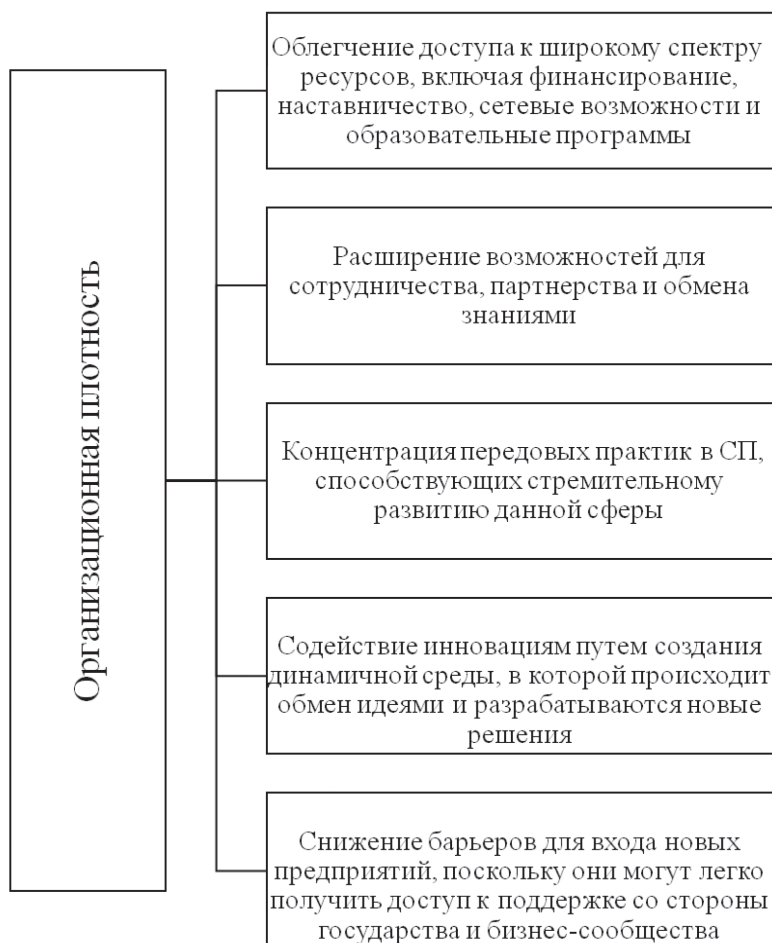 Организационная плотность
Облегчение доступа к широкому спектру
ресурсов, включая финансирование,
наставничество, сетевые возможности и
образовательные программы
Расширение возможностей для
сотрудничества, партнерства и обмена
знаниями
Концентрация передовых практик в СП,
способствующих стремительному
развитию данной сферы
Содействие инновациям путем создания
динамичной среды, в которой происходит
обмен идеями и разрабатываются новые
решения
Снижение барьеров для входа новых
предприятий, поскольку они могут легко
получить доступ к поддержке со стороны
государства и бизнес-сообщества